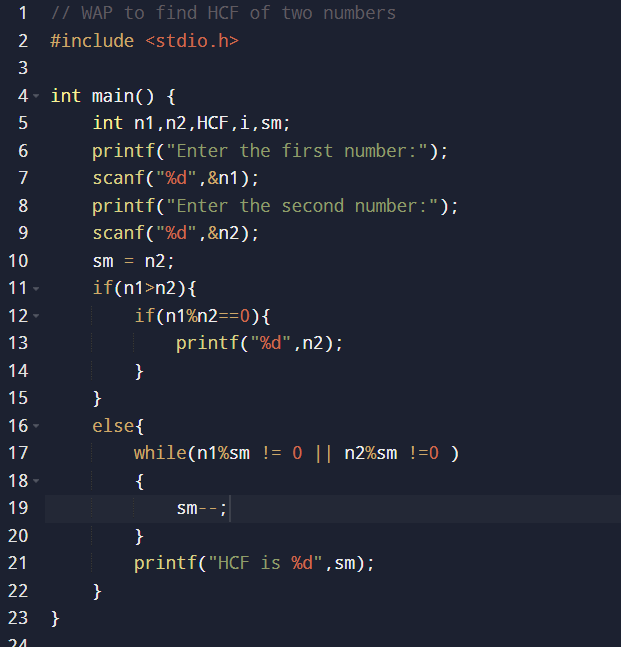 1 // WAP to find HCF of two numbers
2 #include <stdio.h>
3
4 int main() {
5     int n1,n2,HCF,i,sm;
6     printf("Enter the first number:");
7     scanf("%d",&n1);
8     printf("Enter the second number:");
9     scanf("%d",&n2);
10     sm = n2;
11     if(n1>n2){
12         if(n1%n2==0){
13             printf("%d",n2);
14         }
15     }
16     else{
17         while(n1%sm != 0 || n2%sm !=0 )
18         {
19             sm--;
20         }
21         printf("HCF is %d",sm);
22     }
23 }
24